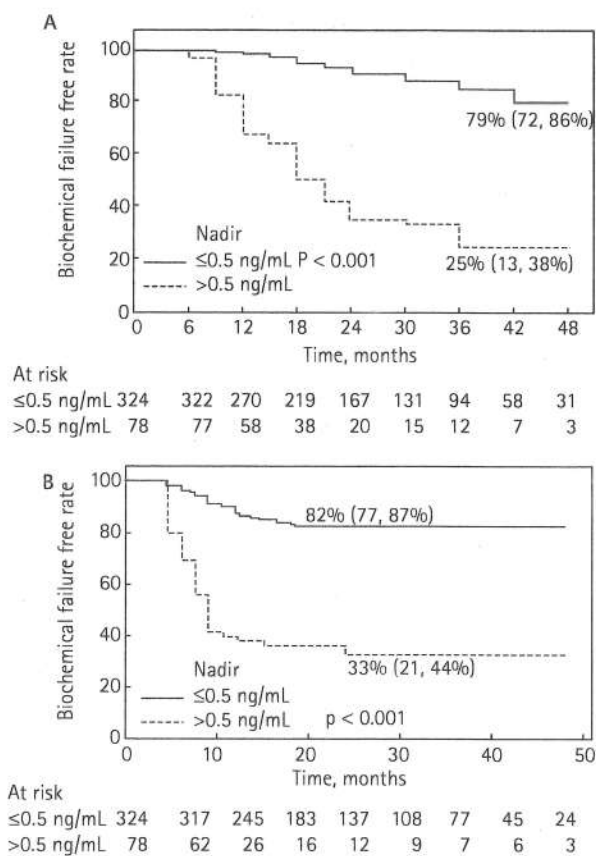 A
100
80
60
40
20
0
Biochemical failure free rate
79% (72, 86%)
25% (13, 38%)
Nadir
≤0.5 ng/mL P < 0.001
>0.5 ng/mL
0 6 12 18 24 30 36 42 48
Time, months
At risk
≤0.5 ng/mL 324 322 270 219 167 131 94 58 31
>0.5 ng/mL 78 77 58 38 20 15 12 7 3
B
100
80
60
40
20
0
Biochemical failure free rate
82% (77, 87%)
33% (21, 44%)
Nadir
≤0.5 ng/mL
>0.5 ng/mL p < 0.001
0 10 20 30 40 50
Time, months
At risk
≤0.5 ng/mL 324 317 245 183 137 108 77 45 24
>0.5 ng/mL 78 62 26 16 12 9 7 6 3